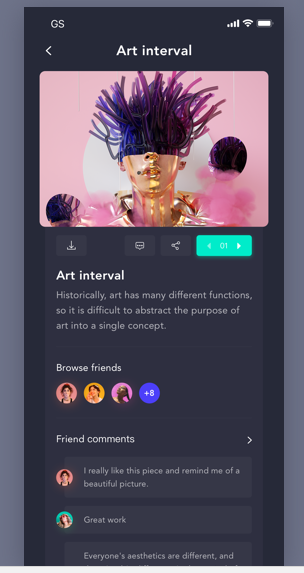 GS
Art interval
01
Art interval
Historically, art has many different functions,
so it is difficult to abstract the purpose of
art into a single concept.
Browse friends
+8
Friend comments
I really like this piece and remind me of a
beautiful picture.
Great work
Everyone's aesthetics are different, and